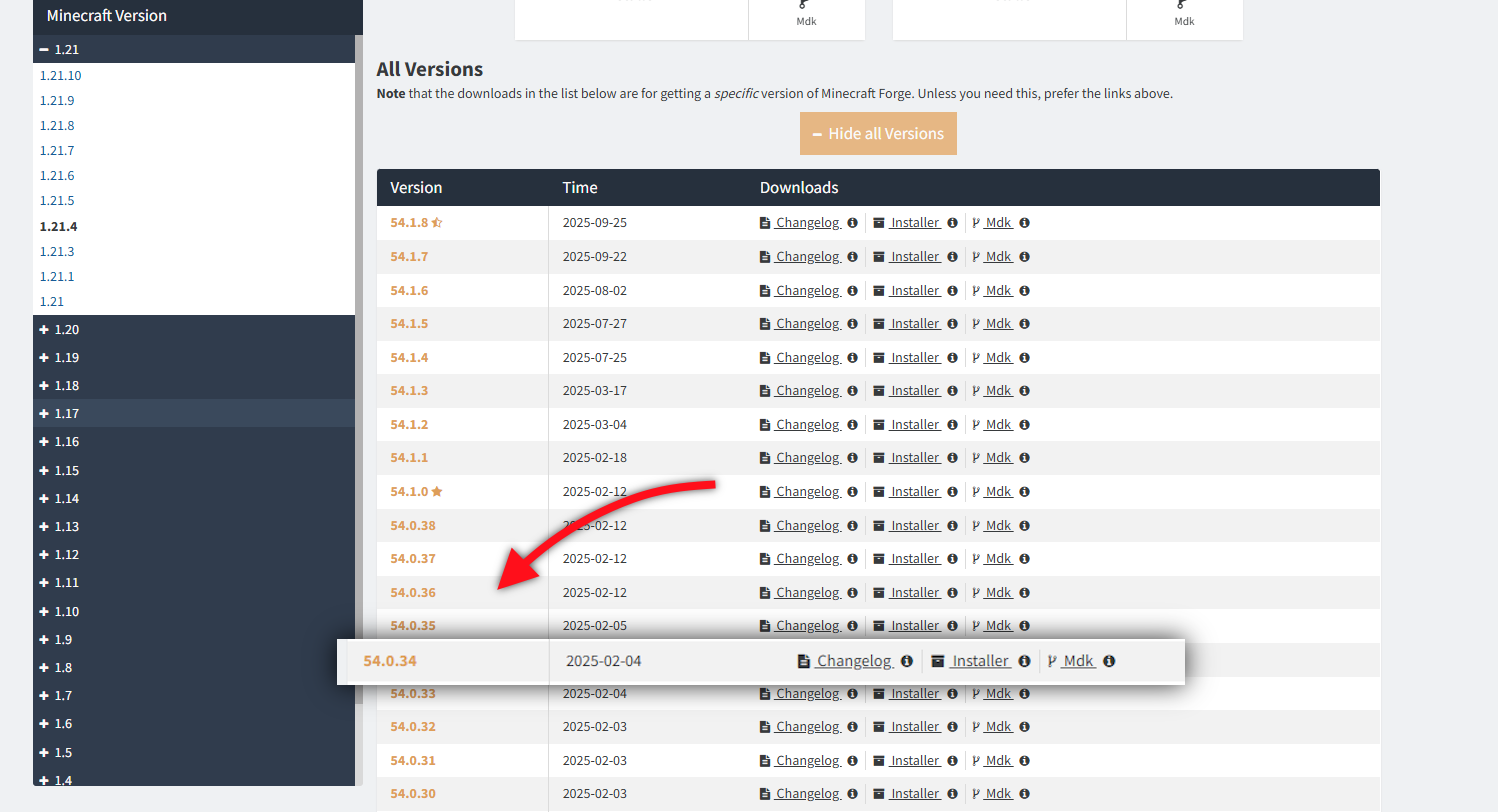 Minecraft Version
1.21
1.21.10
1.21.9
1.21.8
1.21.7
1.21.6
1.21.5
1.21.4
1.21.3
1.21.1
1.21
1.20
1.19
1.18
1.17
1.16
1.15
1.14
1.13
1.12
1.11
1.10
1.9
1.8
1.7
1.6
1.5
1.4
Mdk Mdk
All Versions
Note that the downloads in the list below are for getting a specific version of Minecraft Forge. Unless you need this, prefer the links above.
Hide all Versions
Version Time Downloads
54.1.8 2025-09-25 Changelog Installer Mdk
54.1.7 2025-09-22 Changelog Installer Mdk
54.1.6 2025-08-02 Changelog Installer Mdk
54.1.5 2025-07-27 Changelog Installer Mdk
54.1.4 2025-07-25 Changelog Installer Mdk
54.1.3 2025-03-17 Changelog Installer Mdk
54.1.2 2025-03-04 Changelog Installer Mdk
54.1.1 2025-02-18 Changelog Installer Mdk
54.1.0 2025-02-12 Changelog Installer Mdk
54.0.38 2025-02-12 Changelog Installer Mdk
54.0.37 2025-02-12 Changelog Installer Mdk
54.0.36 2025-02-12 Changelog Installer Mdk
54.0.35 2025-02-05 Changelog Installer Mdk
54.0.34 2025-02-04 Changelog Installer Mdk
54.0.33 2025-02-04 Changelog Installer Mdk
54.0.32 2025-02-03 Changelog Installer Mdk
54.0.31 2025-02-03 Changelog Installer Mdk
54.0.30 2025-02-03 Changelog Installer Mdk